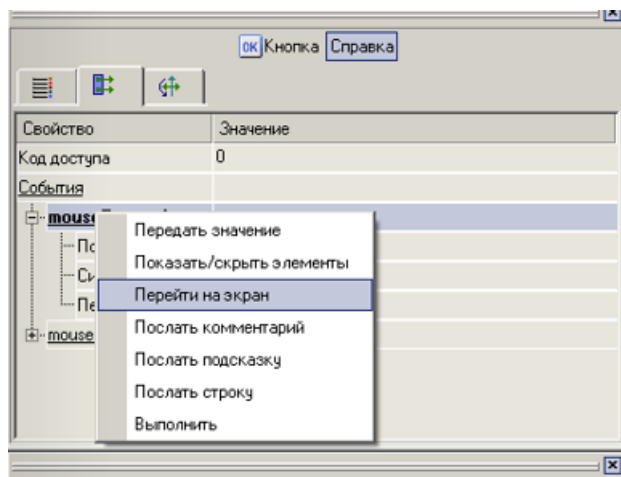 ОК Кнопка Справка
Свойство Значение
Код доступа 0
События
Передать значение
Показать/скрыть элементы
Перейти на экран
Послать комментарий
Послать подсказку
mouse
Послать строку
Выполнить